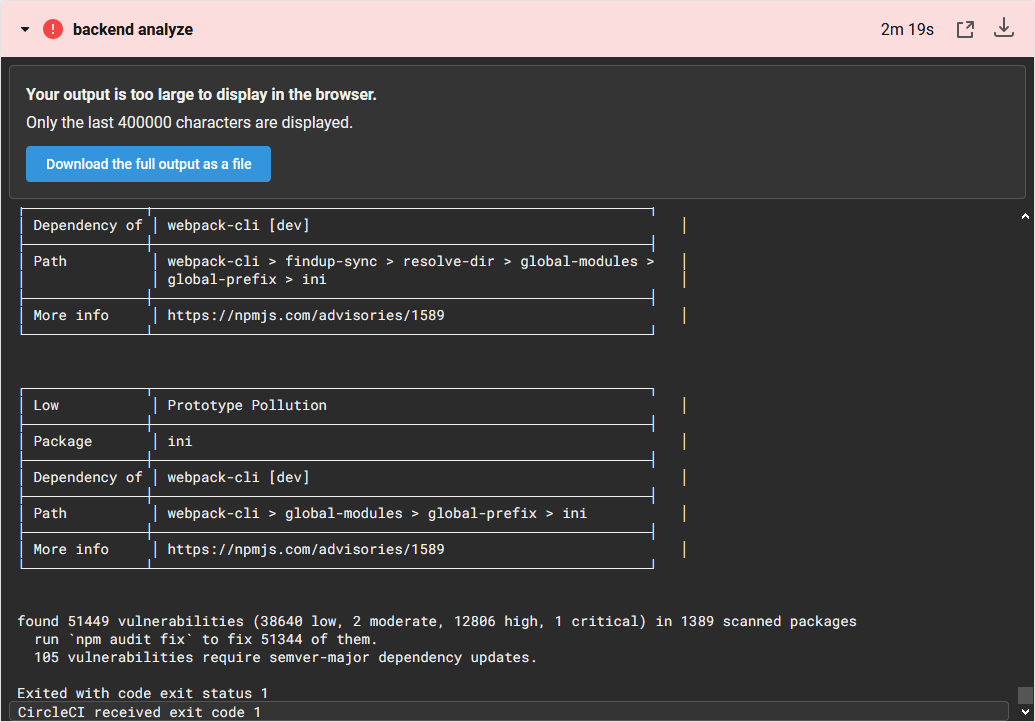 backend analyze 2m 19s
Your output is too large to display in the browser.
Only the last 400000 characters are displayed.
Download the full output as a file
Dependency of │ webpack-cli [dev]
Path │ webpack-cli > findup-sync > resolve-dir > global-modules >
│ global-prefix > ini
More info │ https://npmjs.com/advisories/1589
Low │ Prototype Pollution
Package │ ini
Dependency of │ webpack-cli [dev]
Path │ webpack-cli > global-modules > global-prefix > ini
More info │ https://npmjs.com/advisories/1589
found 51449 vulnerabilities (38640 low, 2 moderate, 12806 high, 1 critical) in 1389 scanned packages
run `npm audit fix` to fix 51344 of them.
105 vulnerabilities require semver-major dependency updates.
Exited with code exit status 1
CircleCI received exit code 1